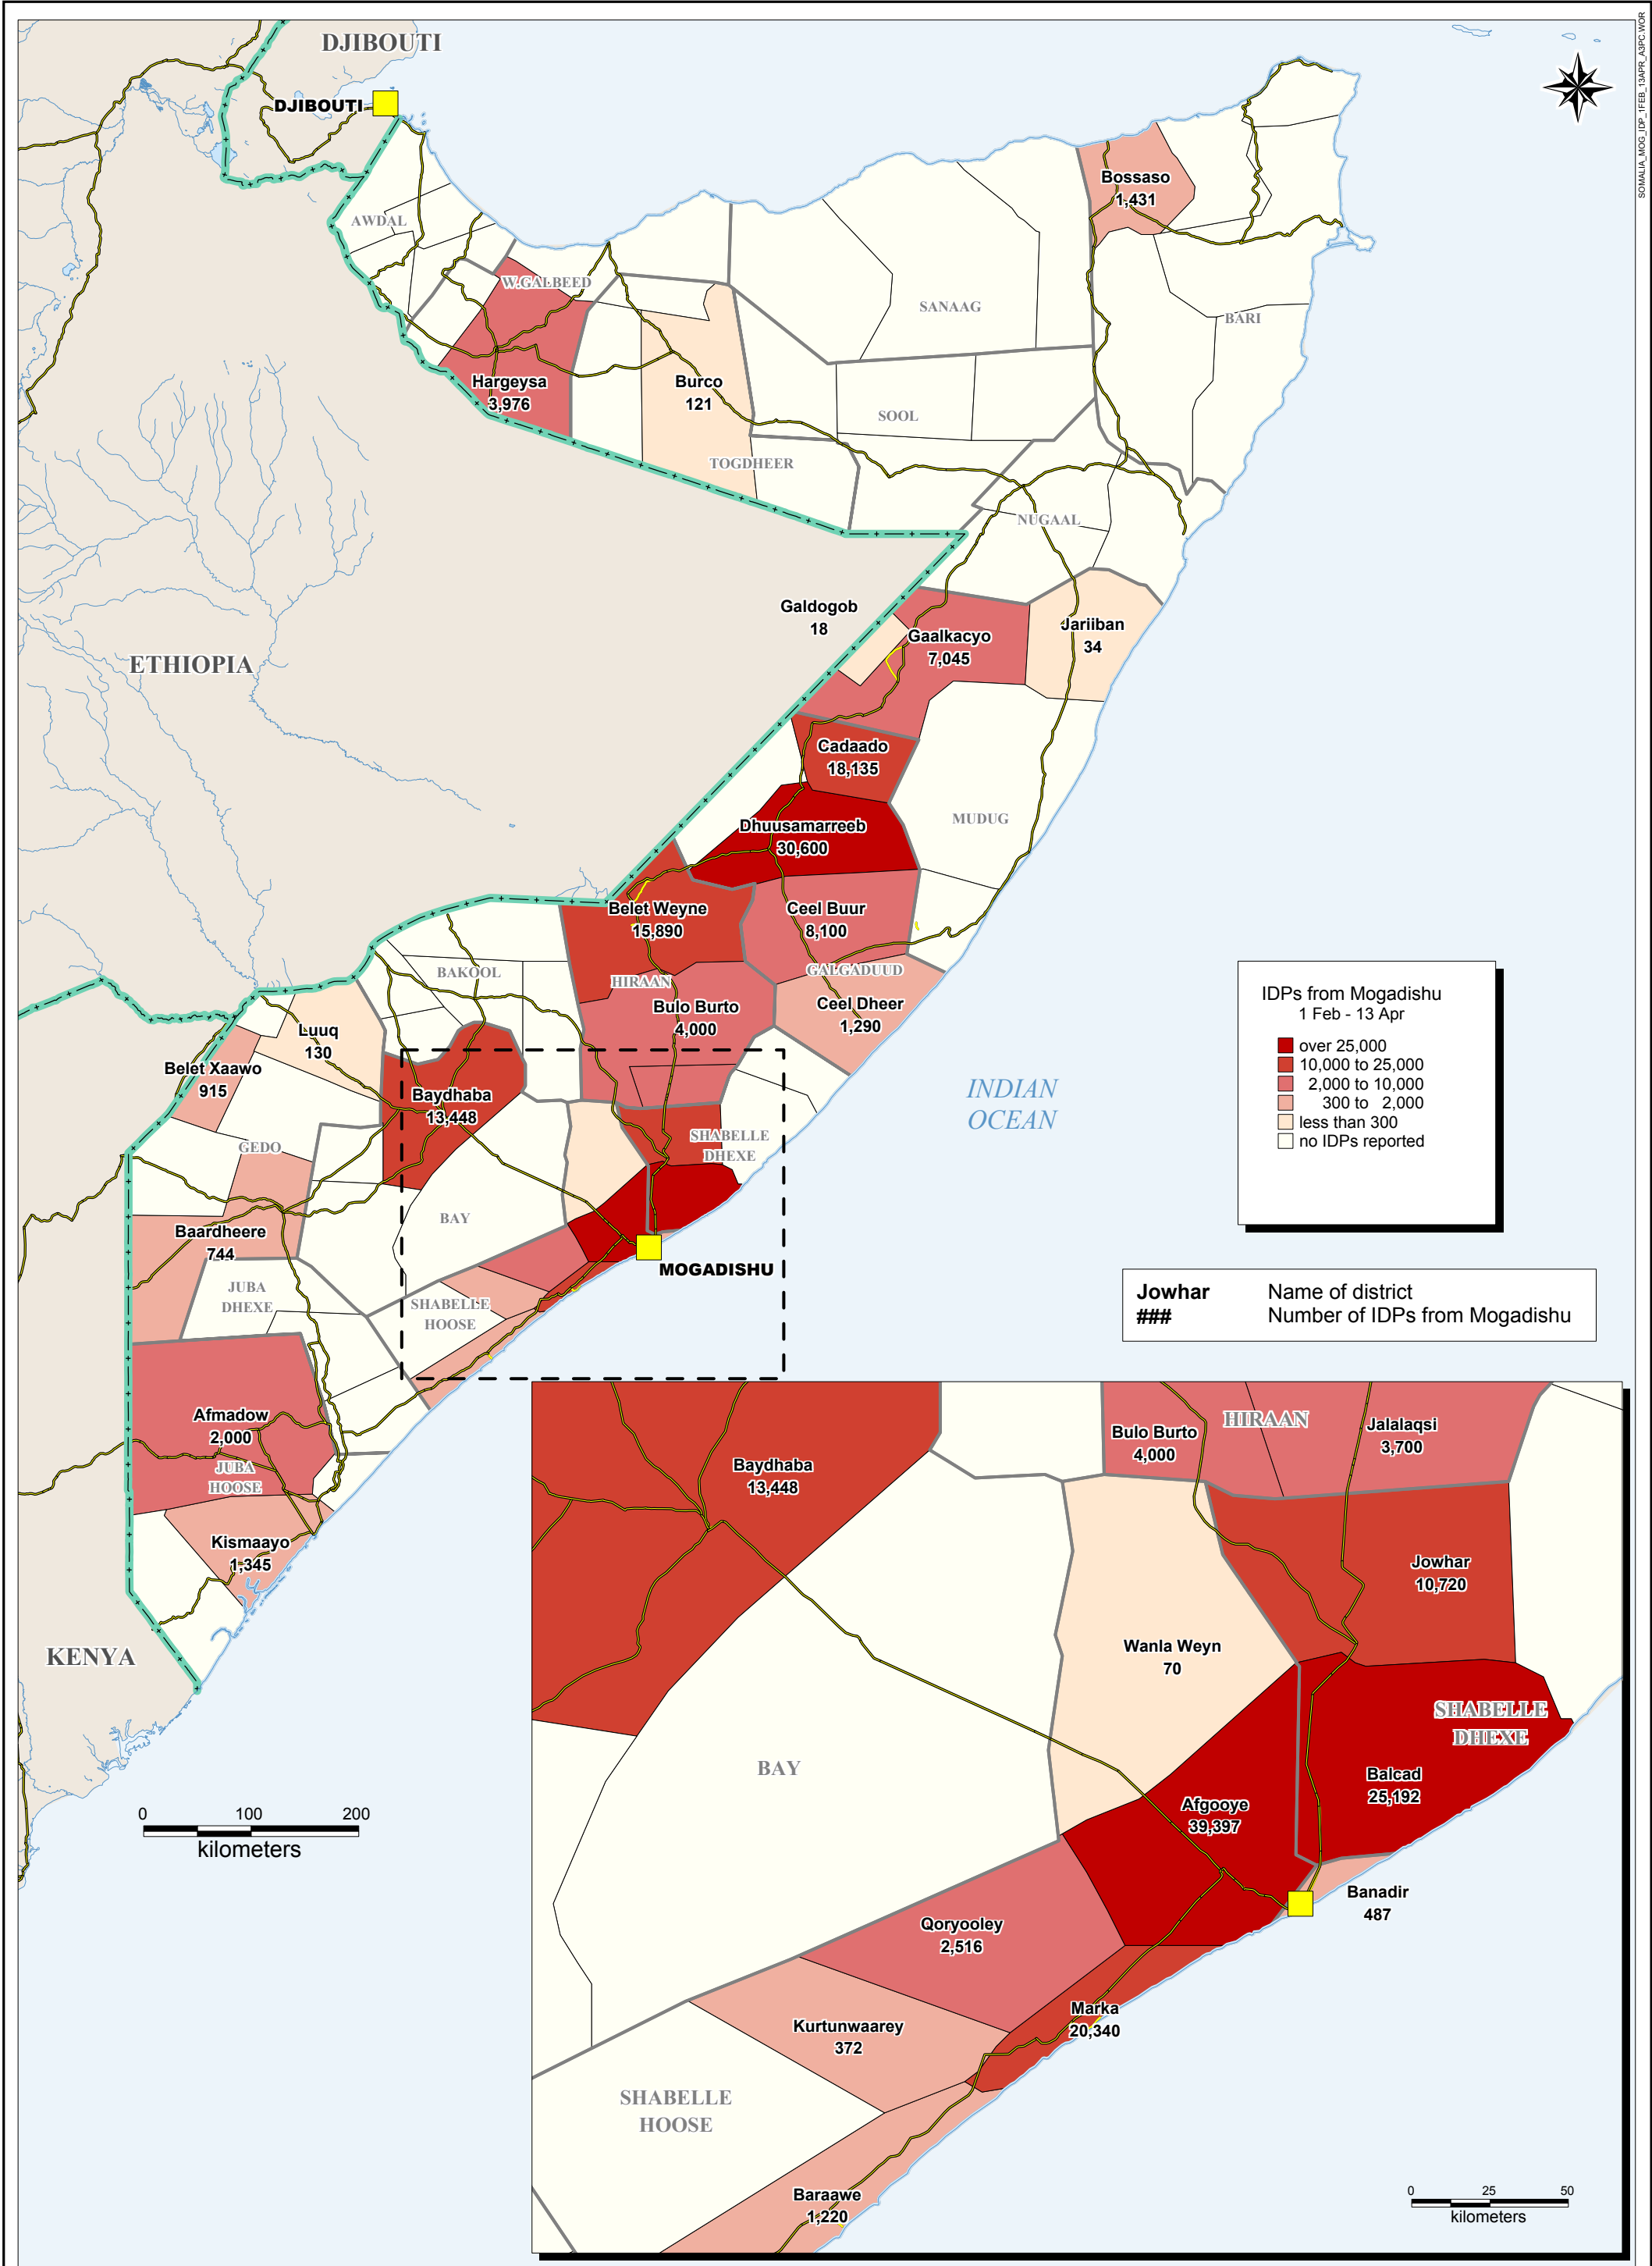 SOMALIA_MOG_IDP_1FEB_13APR_A3PC.WOR
DJIBOUTI
DJIBOUTI
AWDAL
W.GALBEED
Bossaso
1,431
SANAAG
BARI
Hargeysa
3,976
Burco
121
SOOL
TOGDHEER
NUGAAL
Galdogob
18
Gaalkacyo
7,045
Jariiban
34
ETHIOPIA
Cadaado
18,135
Dhuusamarreeb
30,600
MUDUG
Belet Weyne
15,890
Ceel Buur
8,100
BAKOOL
HIRAAN
GALGADUUD
Bulo Burto
4,000
Ceel Dheer
1,290
Luuq
130
Belet Xaawo
915
Baydhaba
13,448
INDIAN
OCEAN
IDPs from Mogadishu
1 Feb - 13 Apr
over 25,000
10,000 to 25,000
2,000 to 10,000
300 to 2,000
less than 300
no IDPs reported
GEDO
SHABELLE
DHEXE
BAY
Baardheere
744
MOGADISHU
JUBA
DHEXE
SHABELLE
HOOSE
Jowhar Name of district
### Number of IDPs from Mogadishu
Afmadow
2,000
JUBA
HOOSE
Kismaayo
1,345
KENYA
0 100 200
kilometers
Baydhaba
13,448
Bulo Burto
4,000
HIRAAN
Jalalaqsi
3,700
Jowhar
10,720
Wanla Weyn
70
SHABELLE
DHEXE
BAY
Balcad
25,192
Afgooye
39,397
Banadir
487
Qoryooley
2,516
Marka
20,340
Kurtunwaarey
372
SHABELLE
HOOSE
Baraawe
1,220
0 25 50
kilometers